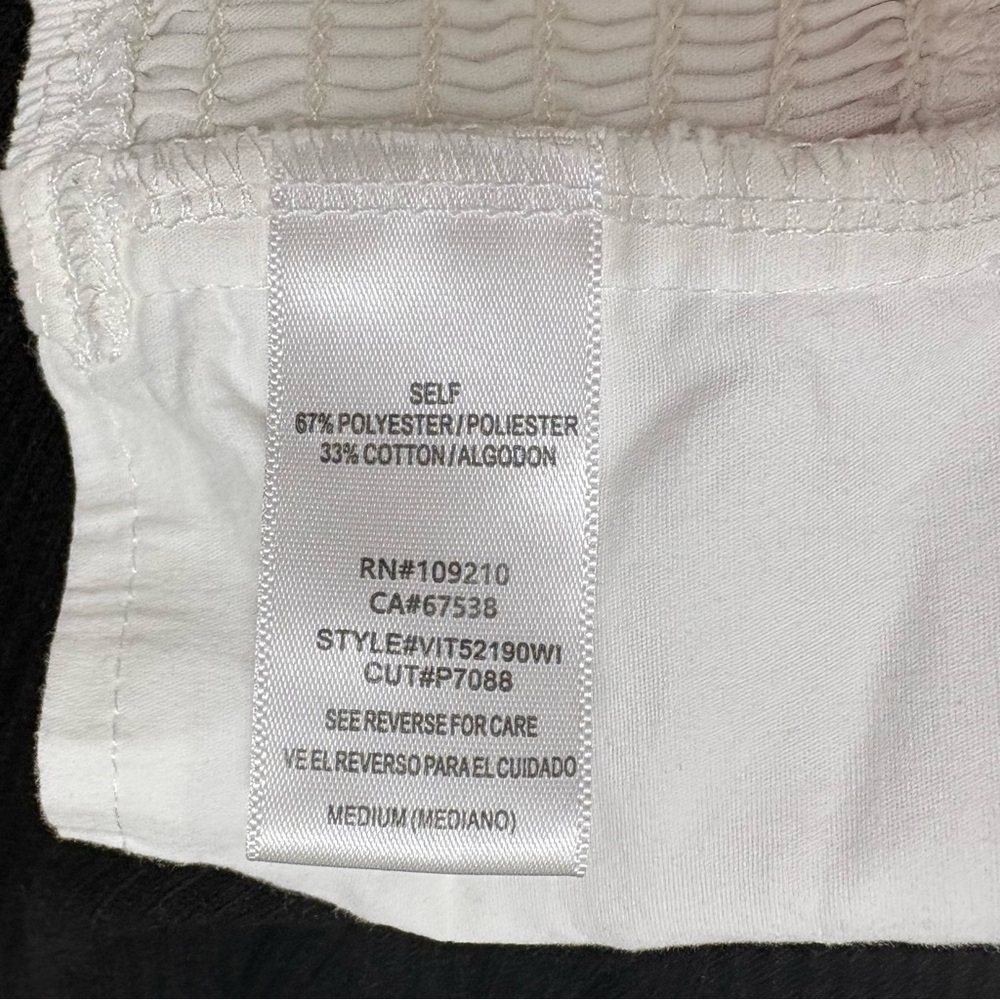 SELF
67% POLYESTER/POLIESTER
33% COTTON/ALGODON
RN#109210
CA#67538
STYLE#VIT52190WI
CUT#P7088
SEE REVERSE FOR CARE
VE EL REVERSO PARA EL CUIDADO
MEDIUM (MEDIANO)